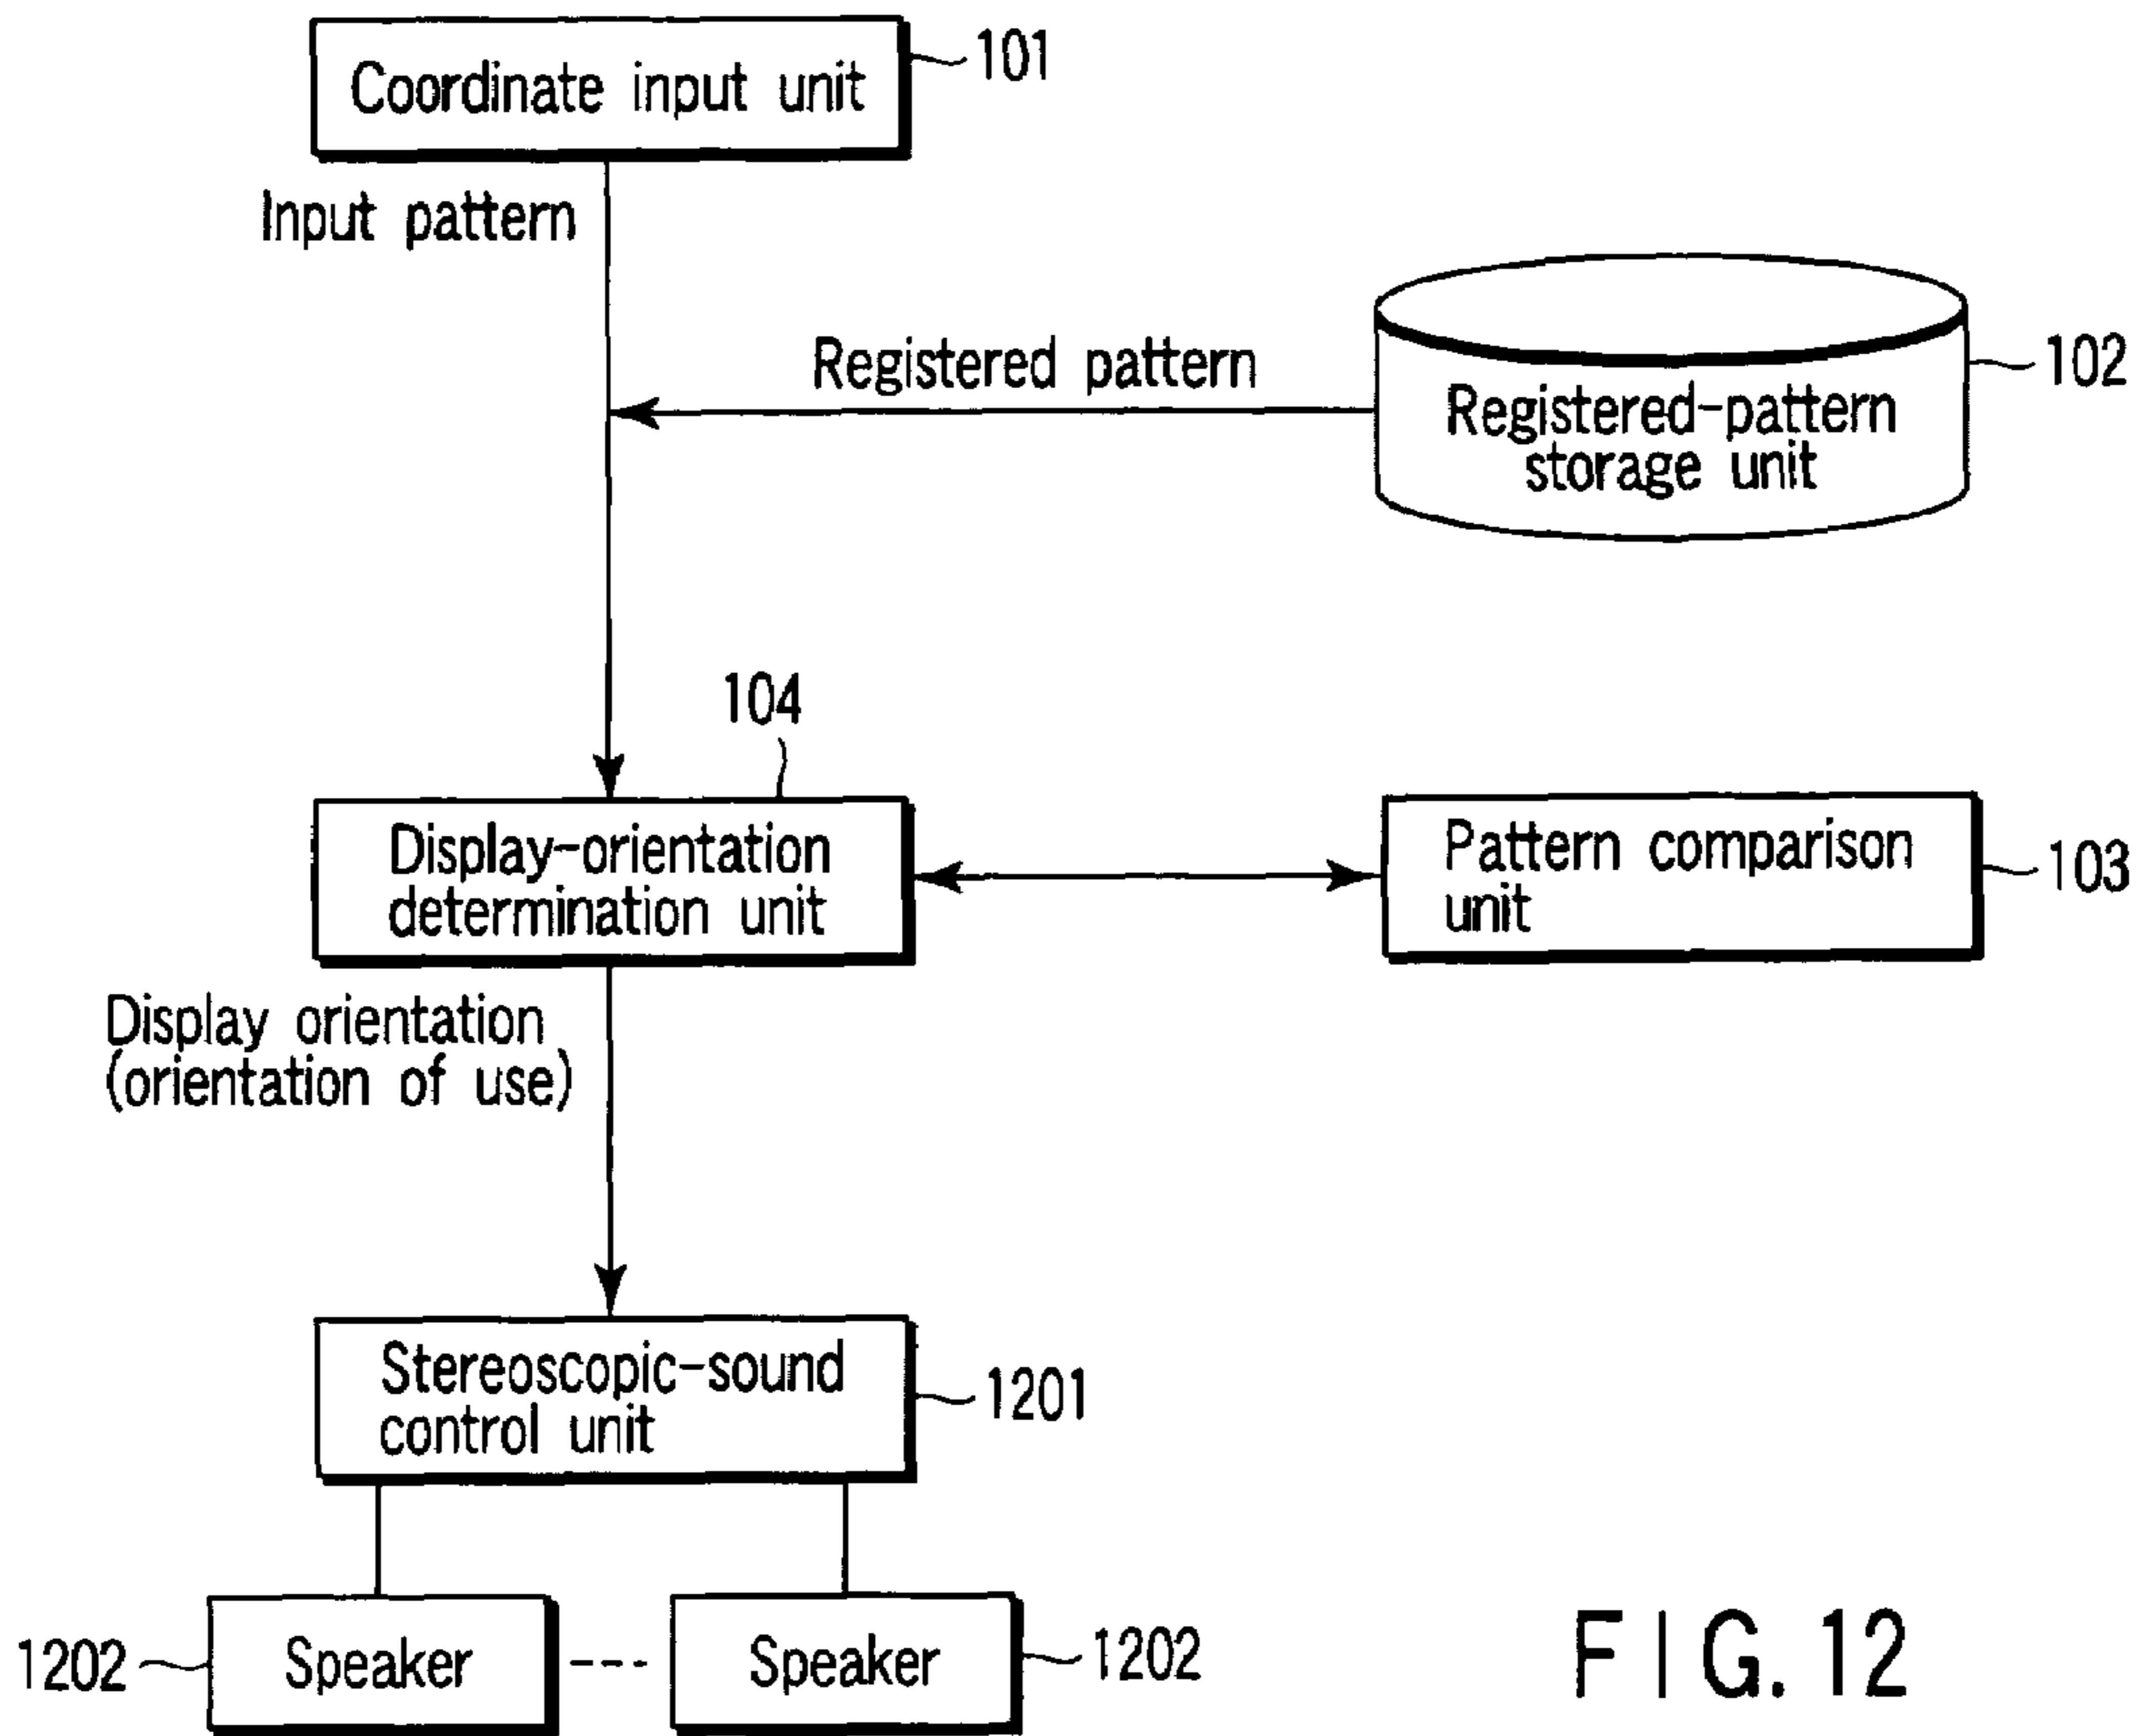 Coordinate input unit
101
Input pattern
Registered pattern
102
Registered-pattern
storage unit
104
Display-orientation
determination unit
Pattern comparison
unit
103
Display orientation
(orientation of use)
Stereoscopic-sound
control unit
1201
1202
Speaker
Speaker
1202
FIG. 12